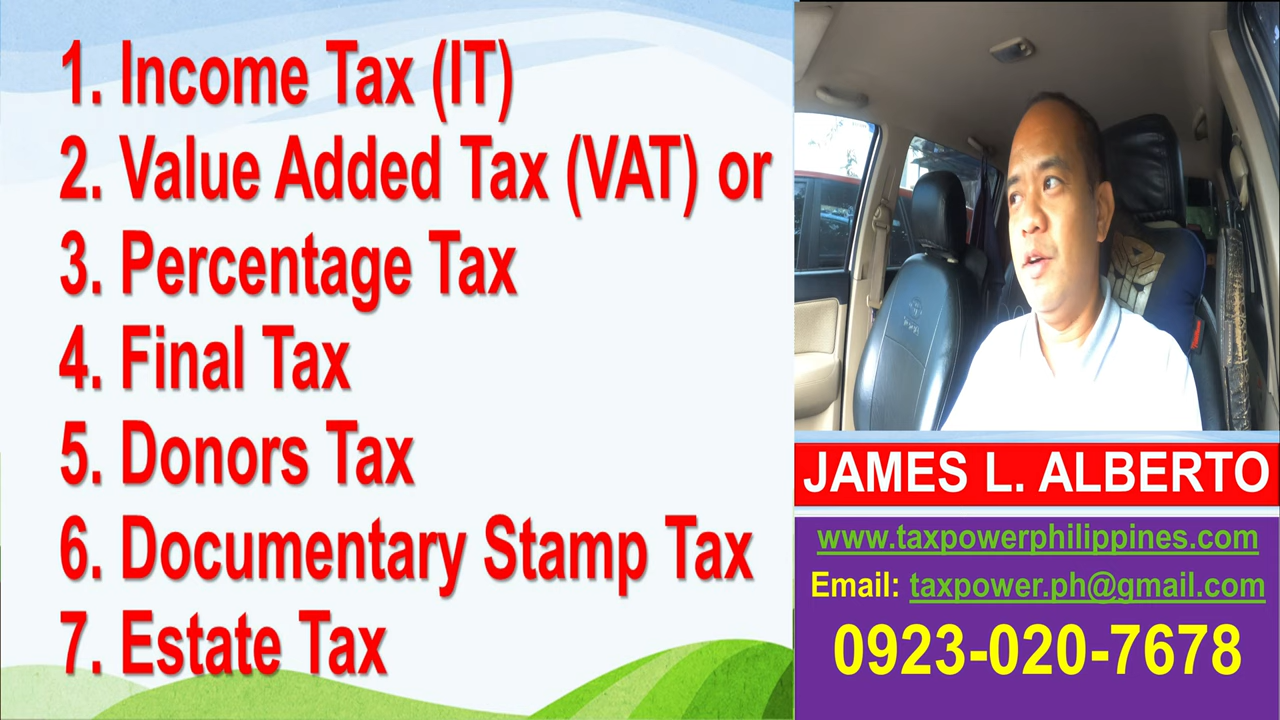 1. Income Tax (IT)
2. Value Added Tax (VAT) or
3. Percentage Tax
4. Final Tax
5. Donors Tax
6. Documentary Stamp Tax
7. Estate Tax
JAMES L. ALBERTO
www.taxpowerphilippines.com
Email: taxpower.ph@gmail.com
0923-020-7678